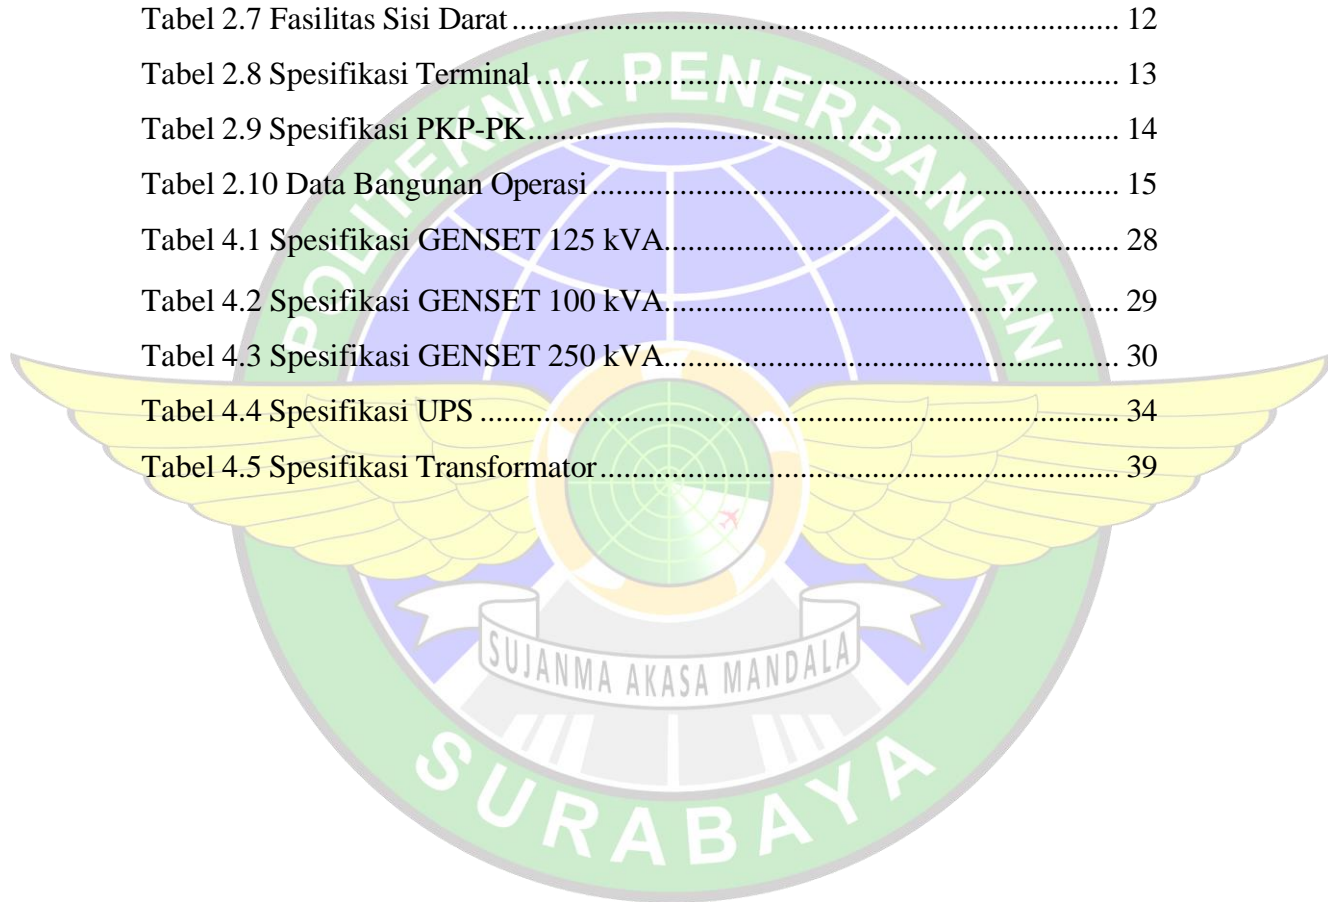 Tabel 2.7 Fasilitas Sisi Darat ........................................................................................ 12
Tabel 2.8 Spesifikasi Terminal ..................................................................................... 13
Tabel 2.9 Spesifikasi PKP-PK....................................................................................... 14
Tabel 2.10 Data Bangunan Operasi .............................................................................. 15
Tabel 4.1 Spesifikasi GENSET 125 kVA...................................................................... 28
Tabel 4.2 Spesifikasi GENSET 100 kVA...................................................................... 29
Tabel 4.3 Spesifikasi GENSET 250 kVA...................................................................... 30
Tabel 4.4 Spesifikasi UPS ............................................................................................ 34
Tabel 4.5 Spesifikasi Transformator ............................................................................. 39
POLITEKNIK PENERBANGAN
SUJANMA AKASA MANDALA
SURABAYA